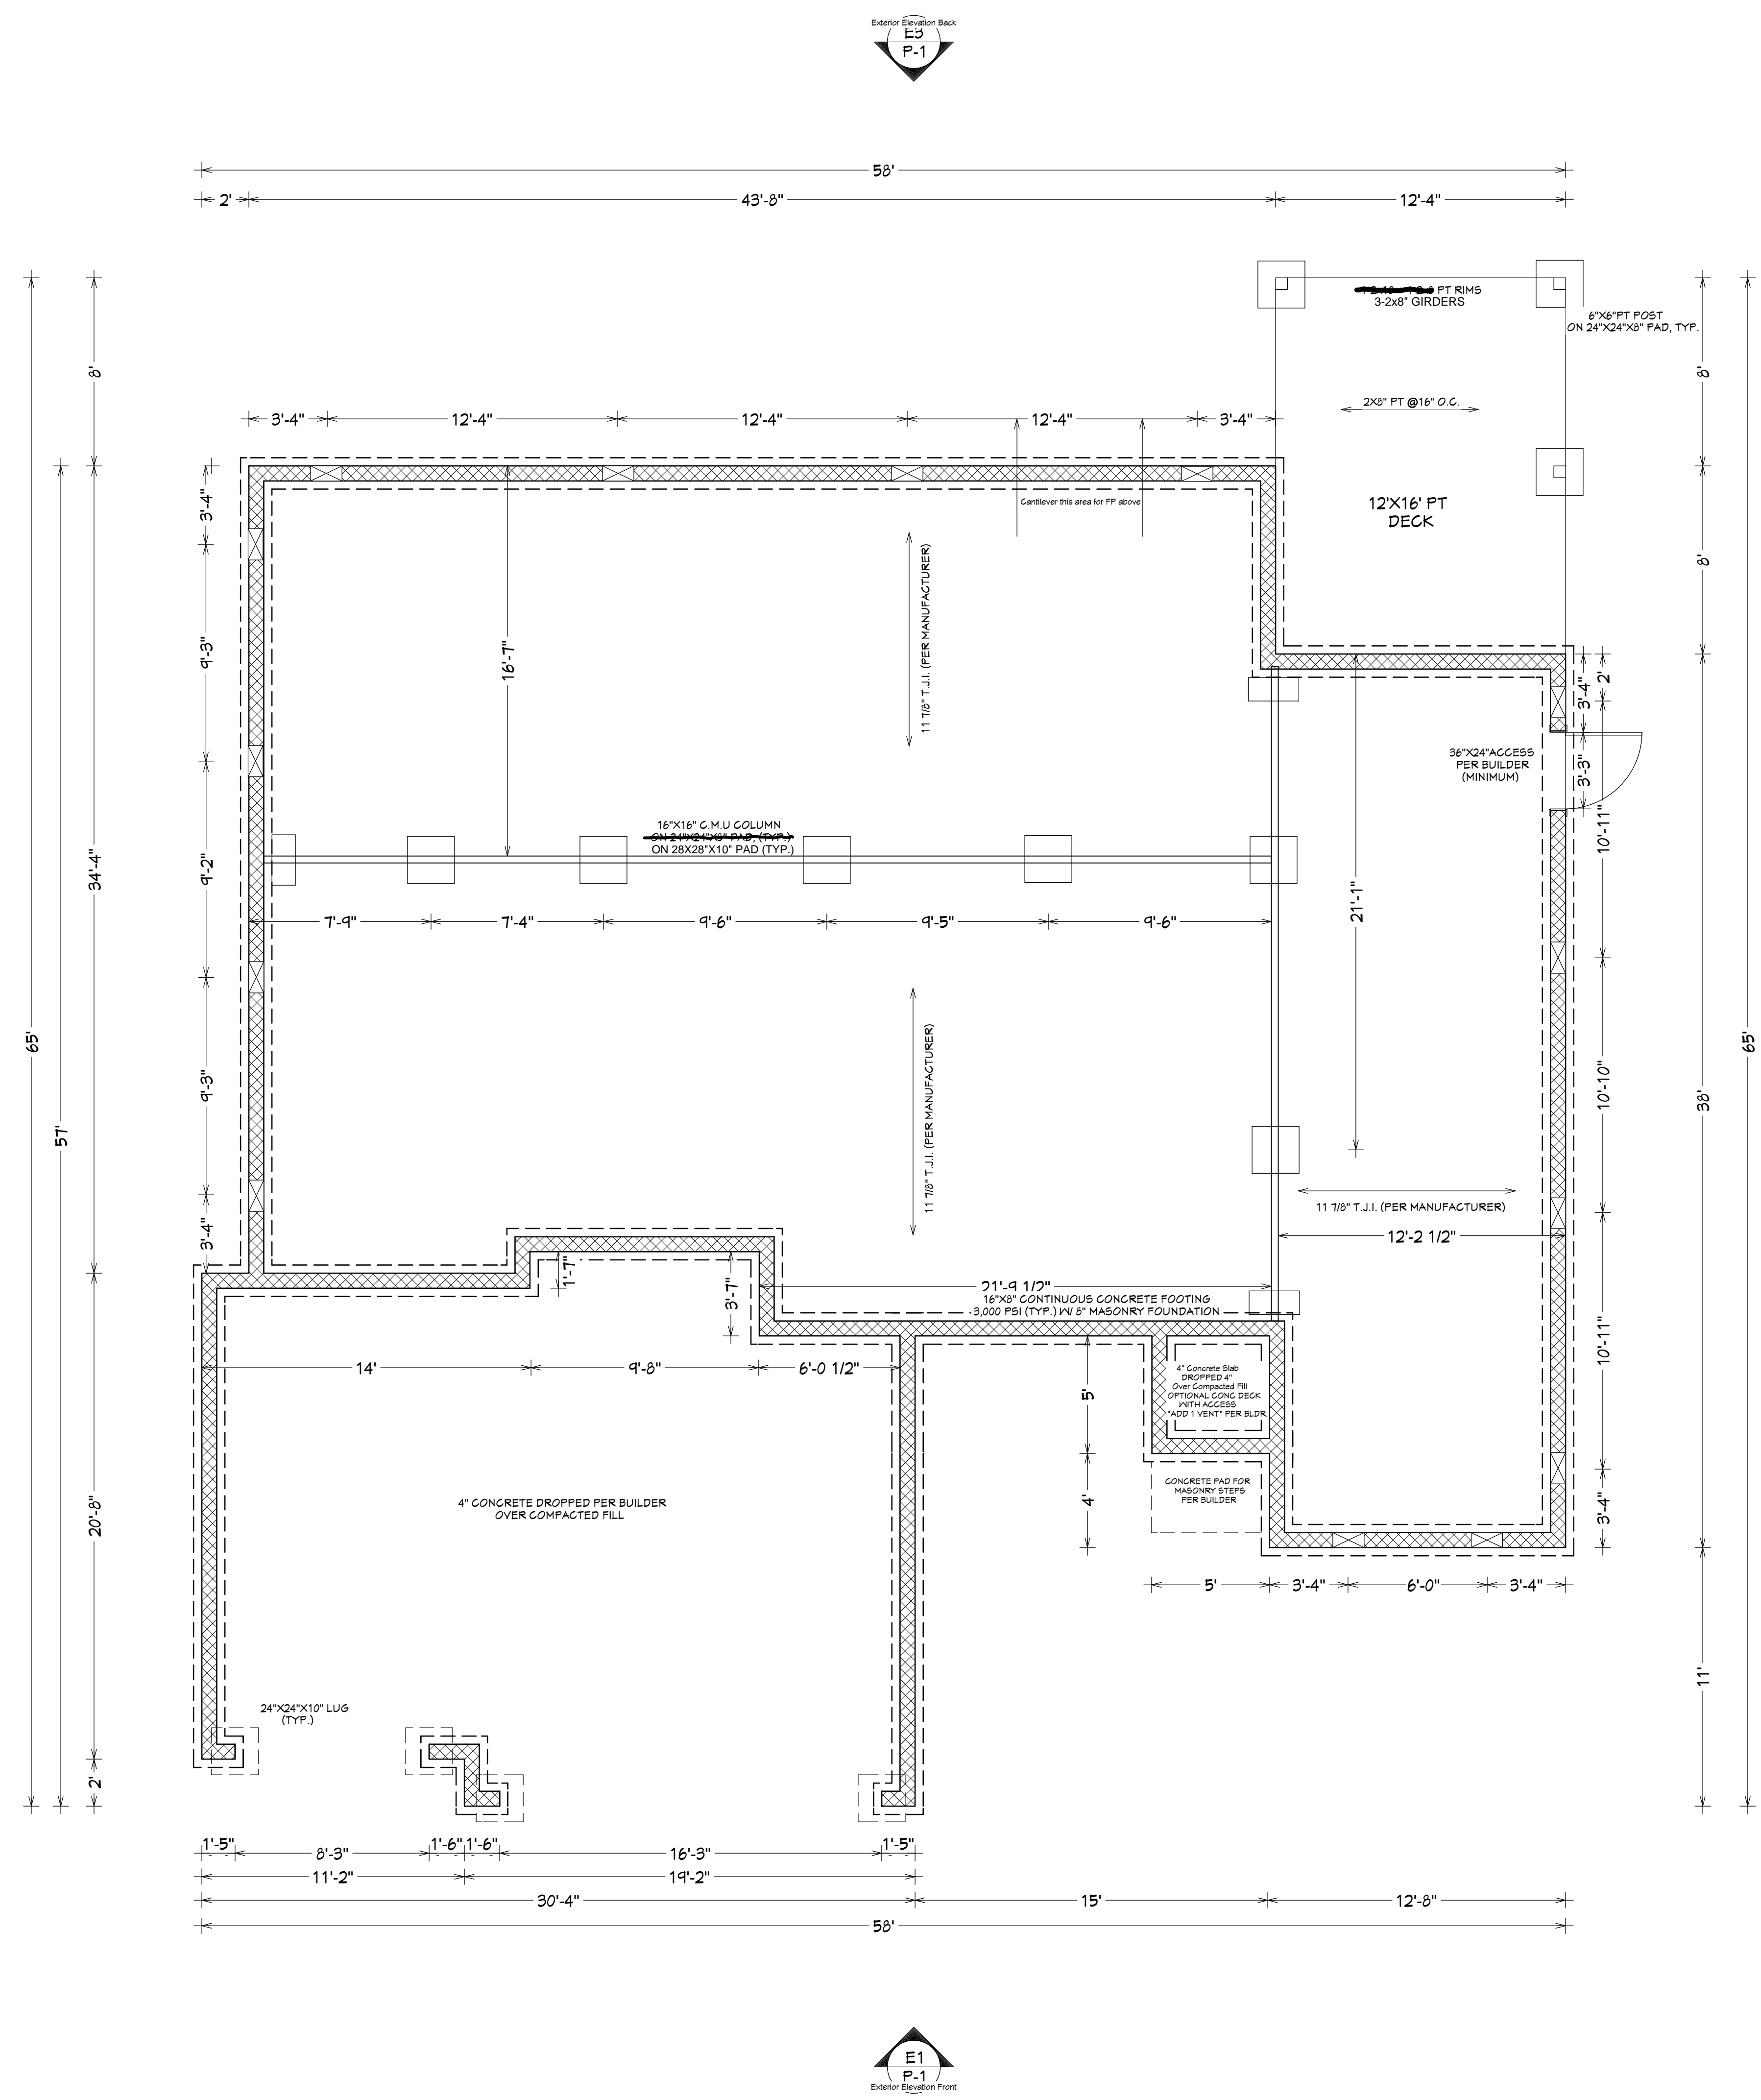 Exterior Elevation Back
E3
P-1
58'
2'
43'-8"
12'-4"
PT RIMS
3-2x8" GIRDERS
6"X6"PT POST
ON 24"X24"X8" PAD, TYP.
8'
8'
2X8" PT @16" O.C.
3'-4"
12'-4"
12'-4"
12'-4"
3'-4"
Cantilever this area for FP above
12'X16' PT
DECK
3'-4"
8'
9'-3"
16'-7"
11 7/8" T.J.I. (PER MANUFACTURER)
3'-4"
2'
36"X24"ACCESS
PER BUILDER
(MINIMUM)
3'-3"
10'-11"
16"X16" C.M.U COLUMN
ON 24"X24"X8" PAD, (TYP.)
ON 28X28"X10" PAD (TYP.)
34'-4"
9'-2"
21'-1"
7'-9"
7'-4"
9'-6"
9'-5"
9'-6"
65'
57'
9'-3"
11 7/8" T.J.I. (PER MANUFACTURER)
10'-10"
38'
65'
3'-4"
11 7/8" T.J.I. (PER MANUFACTURER)
12'-2 1/2"
1'-7"
3'-7"
21'-9 1/2"
16"X8" CONTINUOUS CONCRETE FOOTING
3,000 PSI (TYP.) W/ 8" MASONRY FOUNDATION
10'-11"
14'
9'-8"
6'-0 1/2"
5'
4" Concrete Slab
DROPPED 4"
Over Compacted Fill
OPTIONAL CONC DECK
WITH ACCESS
"ADD 1 VENT" PER BLDR.
20'-8"
4" CONCRETE DROPPED PER BUILDER
OVER COMPACTED FILL
4'
CONCRETE PAD FOR
MASONRY STEPS
PER BUILDER
3'-4"
5'
3'-4"
6'-0"
3'-4"
11'
24"X24"X10" LUG
(TYP.)
2'
1'-5"
8'-3"
1'-6"
1'-6"
16'-3"
1'-5"
11'-2"
19'-2"
30'-4"
15'
12'-8"
58'
E1
P-1
Exterior Elevation Front